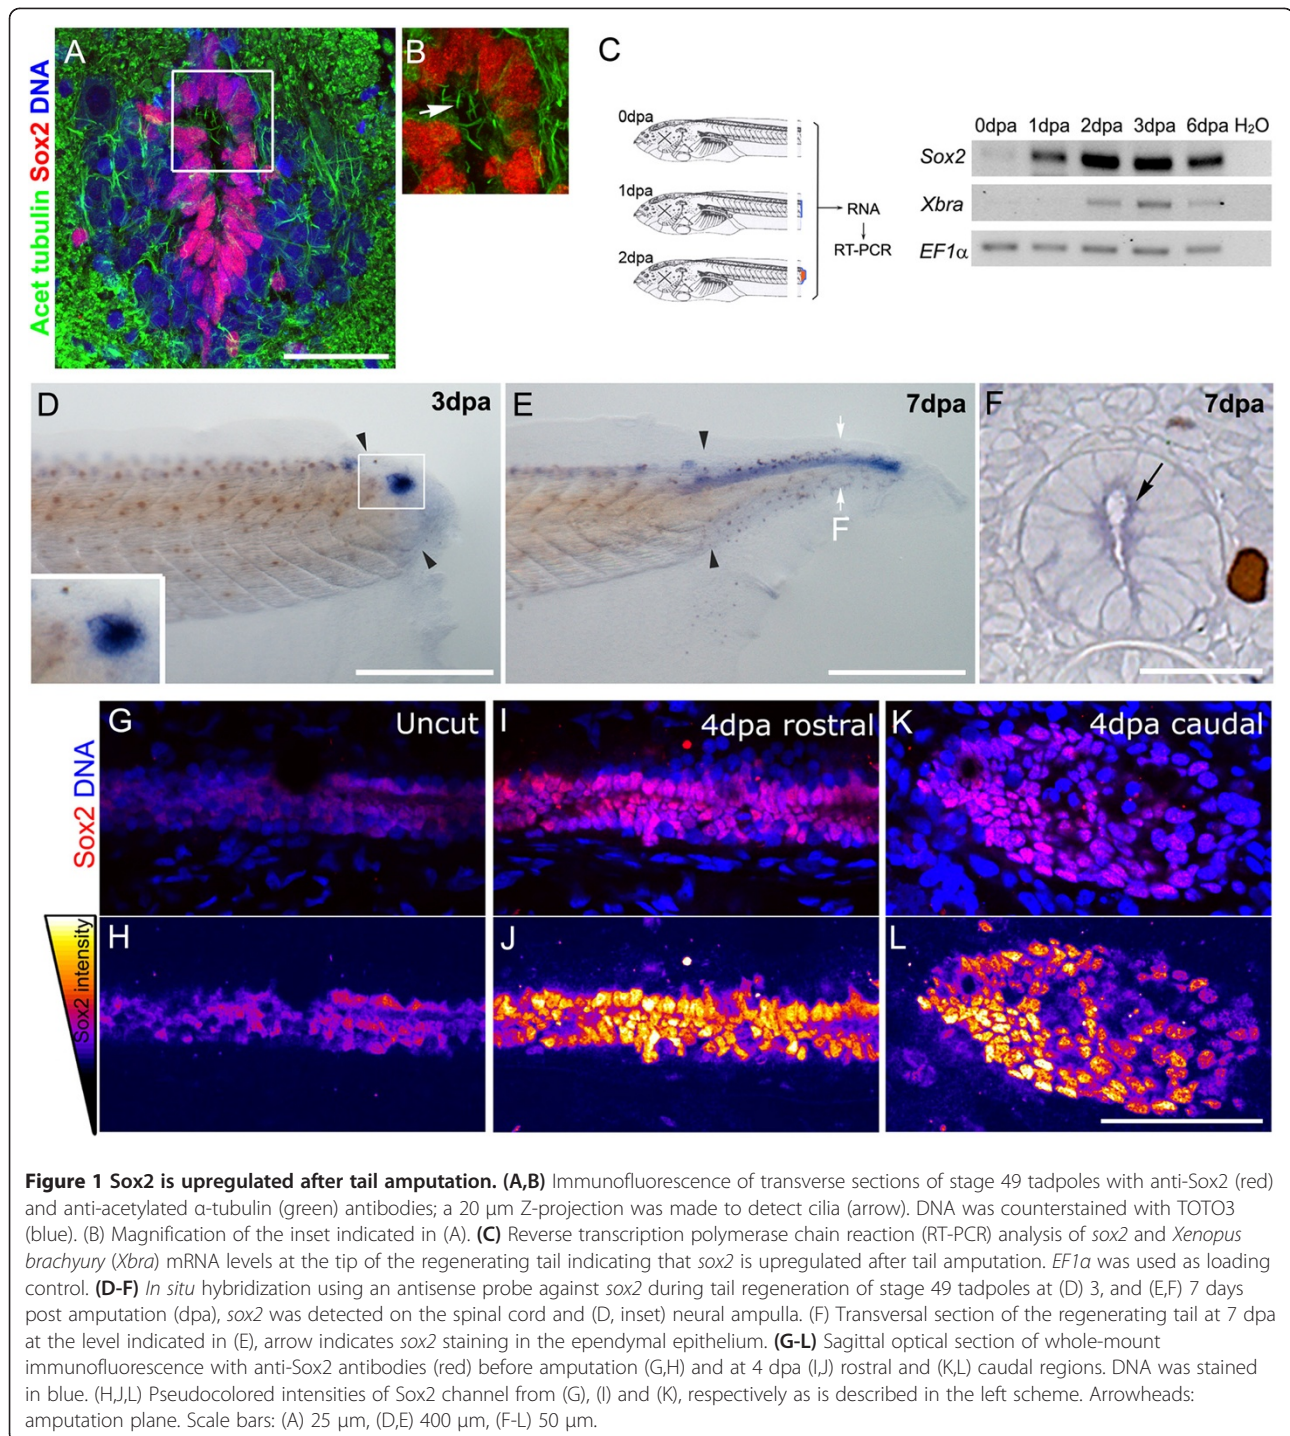 A
Acet tubulin Sox2 DNA
B
C
0dpa
1dpa
2dpa
RNA
RT-PCR
0dpa 1dpa 2dpa 3dpa 6dpa H₂O
Sox2
Xbra
EF1α
D
3dpa
E
7dpa
F
F
7dpa
Sox2 DNA
G
Uncut
I
4dpa rostral
K
4dpa caudal
Sox2 intensity
H
J
L
Figure 1 Sox2 is upregulated after tail amputation. (A,B) Immunofluorescence of transverse sections of stage 49 tadpoles with anti-Sox2 (red)
and anti-acetylated α-tubulin (green) antibodies; a 20 μm Z-projection was made to detect cilia (arrow). DNA was counterstained with TOTO3
(blue). (B) Magnification of the inset indicated in (A). (C) Reverse transcription polymerase chain reaction (RT-PCR) analysis of sox2 and Xenopus
brachyury (Xbra) mRNA levels at the tip of the regenerating tail indicating that sox2 is upregulated after tail amputation. EF1α was used as loading
control. (D-F) In situ hybridization using an antisense probe against sox2 during tail regeneration of stage 49 tadpoles at (D) 3, and (E,F) 7 days
post amputation (dpa), sox2 was detected on the spinal cord and (D, inset) neural ampulla. (F) Transversal section of the regenerating tail at 7 dpa
at the level indicated in (E), arrow indicates sox2 staining in the ependymal epithelium. (G-L) Sagittal optical section of whole-mount
immunofluorescence with anti-Sox2 antibodies (red) before amputation (G,H) and at 4 dpa (I,J) rostral and (K,L) caudal regions. DNA was stained
in blue. (H,J,L) Pseudocolored intensities of Sox2 channel from (G), (I) and (K), respectively as is described in the left scheme. Arrowheads:
amputation plane. Scale bars: (A) 25 μm, (D,E) 400 μm, (F-L) 50 μm.